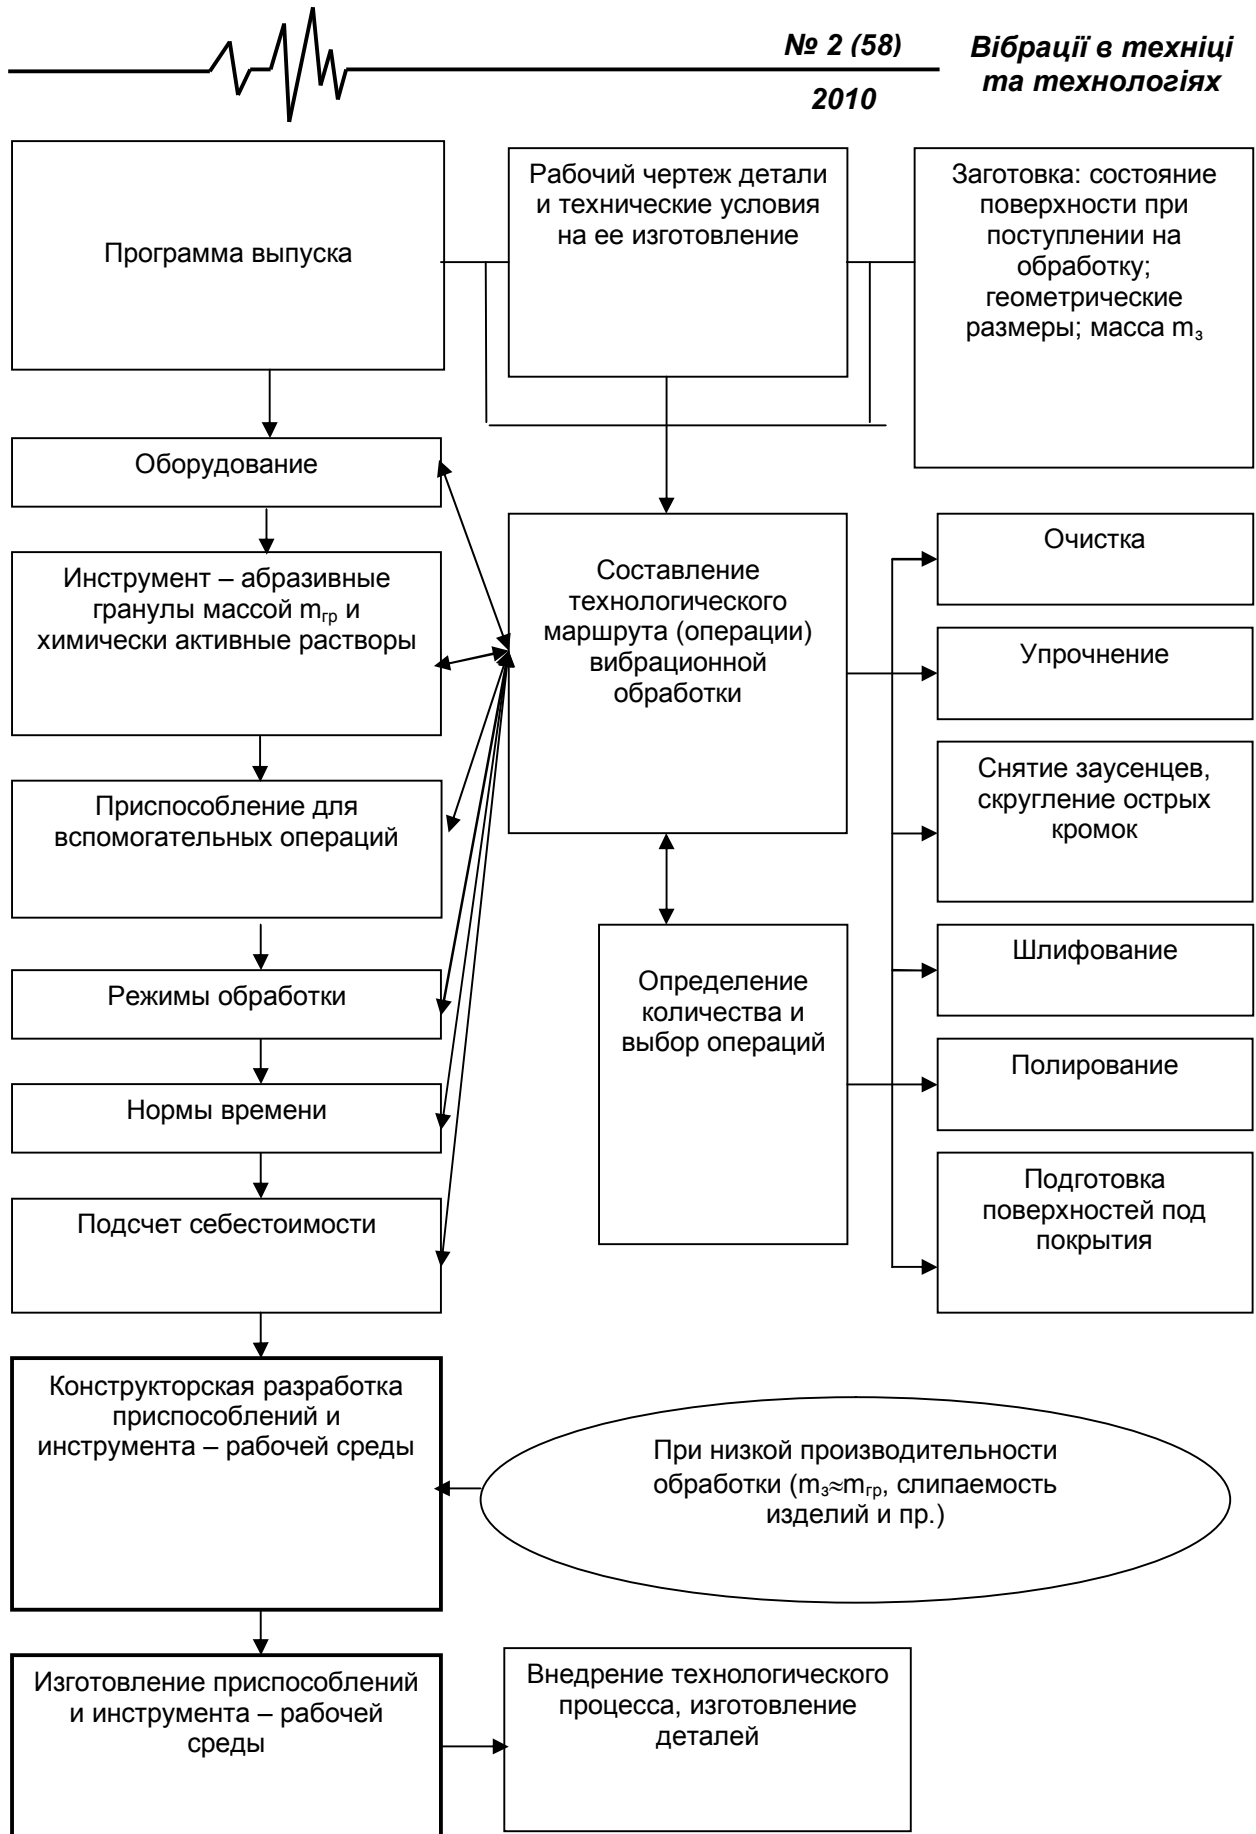 № 2 (58)
2010
Вібрації в техніці
та технологіях
Программа выпуска
Рабочий чертеж детали
и технические условия
на ее изготовление
Заготовка: состояние
поверхности при
поступлении на
обработку;
геометрические
размеры; масса mз
Оборудование
Инструмент – абразивные
гранулы массой mгр и
химически активные растворы
Приспособление для
вспомогательных операций
Режимы обработки
Нормы времени
Подсчет себестоимости
Составление
технологического
маршрута (операции)
вибрационной
обработки
Определение
количества и
выбор операций
Очистка
Упрочнение
Снятие заусенцев,
скругление острых
кромок
Шлифование
Полирование
Подготовка
поверхностей под
покрытия
Конструкторская разработка
приспособлений и
инструмента – рабочей среды
При низкой производительности
обработки (mз≈mгр, слипаемость
изделий и пр.)
Изготовление приспособлений
и инструмента – рабочей
среды
Внедрение технологического
процесса, изготовление
деталей